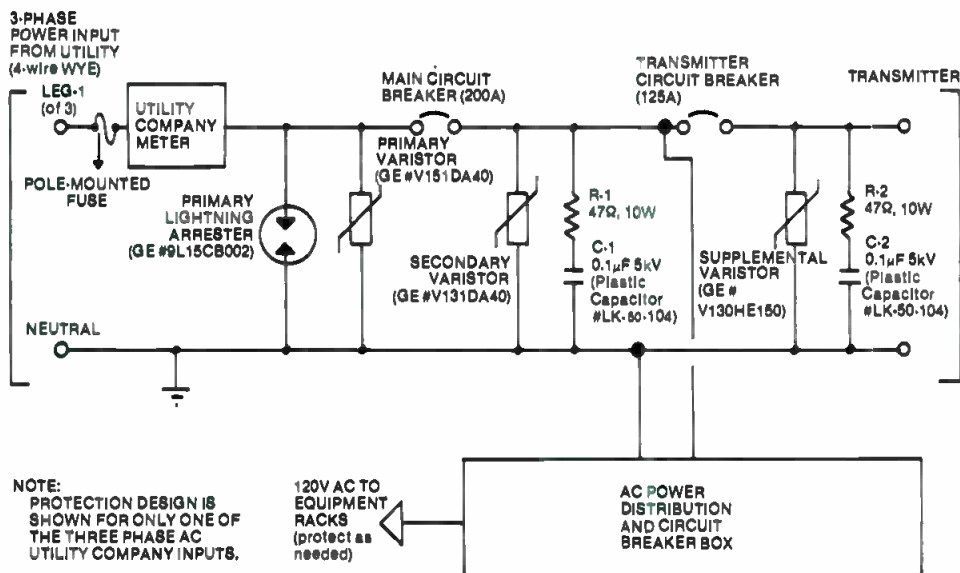 3-PHASE
POWER INPUT
FROM UTILITY
(4-wire WYE)
LEG-1
(of 3)
UTILITY
COMPANY
METER
POLE-MOUNTED
FUSE
MAIN CIRCUIT
BREAKER (200A)
TRANSMITTER
CIRCUIT BREAKER
(125A)
TRANSMITTER
PRIMARY
LIGHTNING
ARRESTER
(GE #9L15CB002)
PRIMARY
VARISTOR
(GE #V151DA40)
SECONDARY
VARISTOR
(GE #V131DA40)
R-1
47Ω, 10W
C-1
0.1μF 5kV
(Plastic
Capacitor
#LK-50-104)
SUPPLEMENTAL
VARISTOR
(GE #
V130HE150)
R-2
47Ω, 10W
C-2
0.1μF 5kV
(Plastic
Capacitor
#LK-50-104)
NEUTRAL
NOTE:
PROTECTION DESIGN IS
SHOWN FOR ONLY ONE OF
THE THREE PHASE AC
UTILITY COMPANY INPUTS.
120V AC TO
EQUIPMENT
RACKS
(protect as
needed)
AC POWER
DISTRIBUTION
AND CIRCUIT
BREAKER BOX